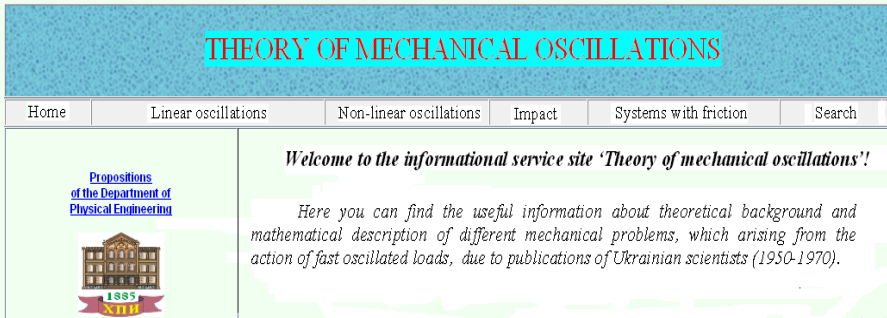 THEORY OF MECHANICAL OSCILLATIONS
Home Linear oscillations Non-linear oscillations Impact Systems with friction Search
Propositions
of the Department of
Physical Engineering
1885
ХПИ
Welcome to the informational service site ‘Theory of mechanical oscillations’!
Here you can find the useful information about theoretical background and
mathematical description of different mechanical problems, which arising from the
action of fast oscillated loads, due to publications of Ukrainian scientists (1950-1970).